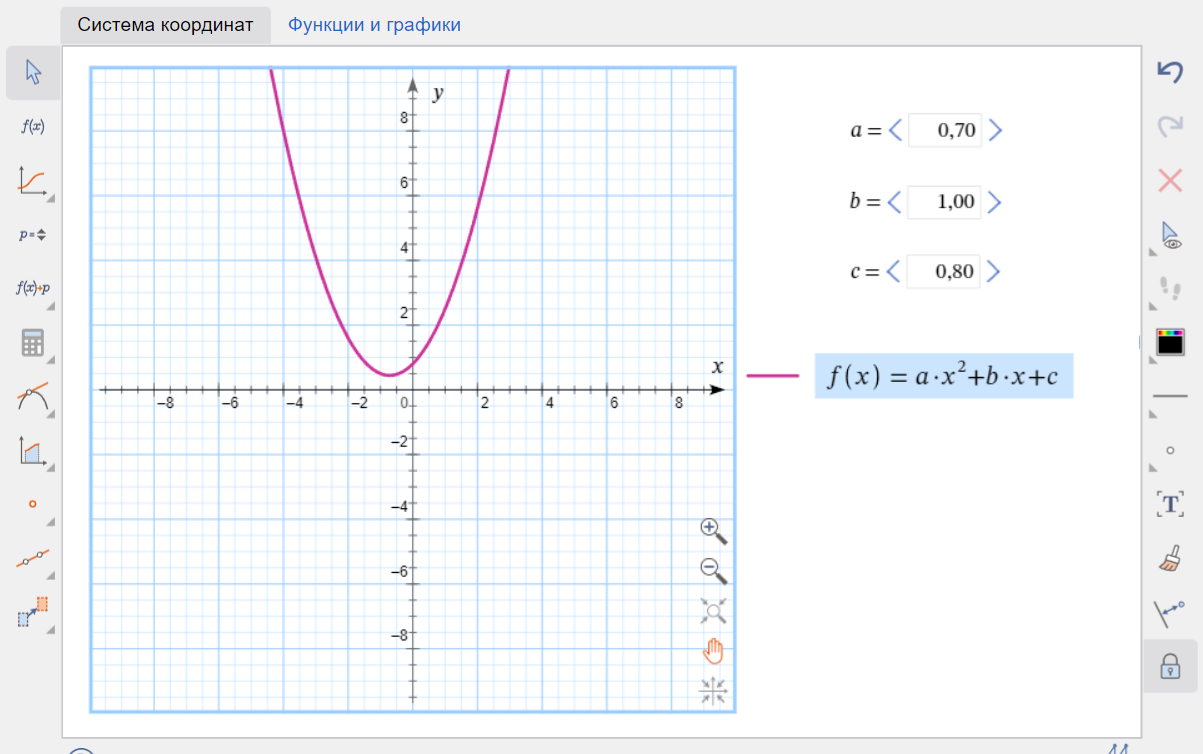 Система координат Функции и графики
f(x)
p=
f(x)→p
y
8
6
4
2
x
−8 −6 −4 −2 0 2 4 6 8
−2
−4
−6
−8
a = 0,70
b = 1,00
c = 0,80
f(x) = a·x²+b·x+c
T